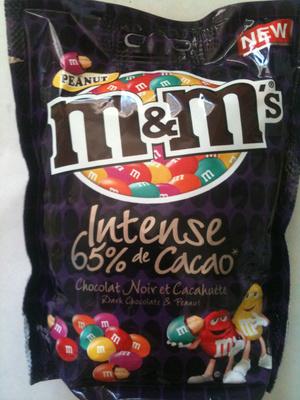 NEW
PEANUT
m&m's
Intense
65% de Cacao*
Chocolat Noir et Cacahuète
Dark Chocolate & Peanut